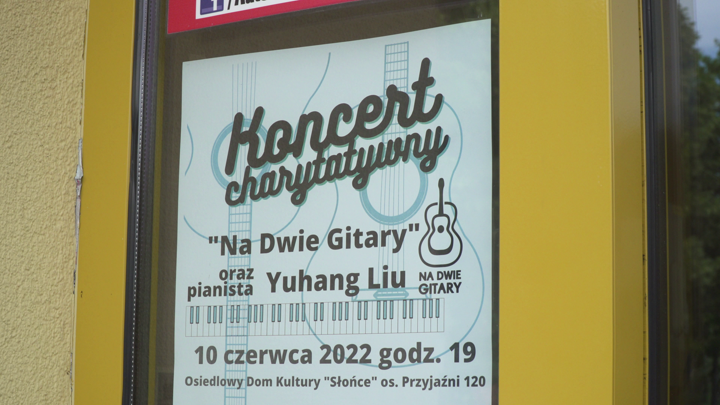 Koncert
charytatywny
"Na Dwie Gitary"
oraz
pianista Yuhang Liu
NA DWIE
GITARY
10 czerwca 2022 godz. 19
Osiedlowy Dom Kultury "Słońce" os. Przyjaźni 120